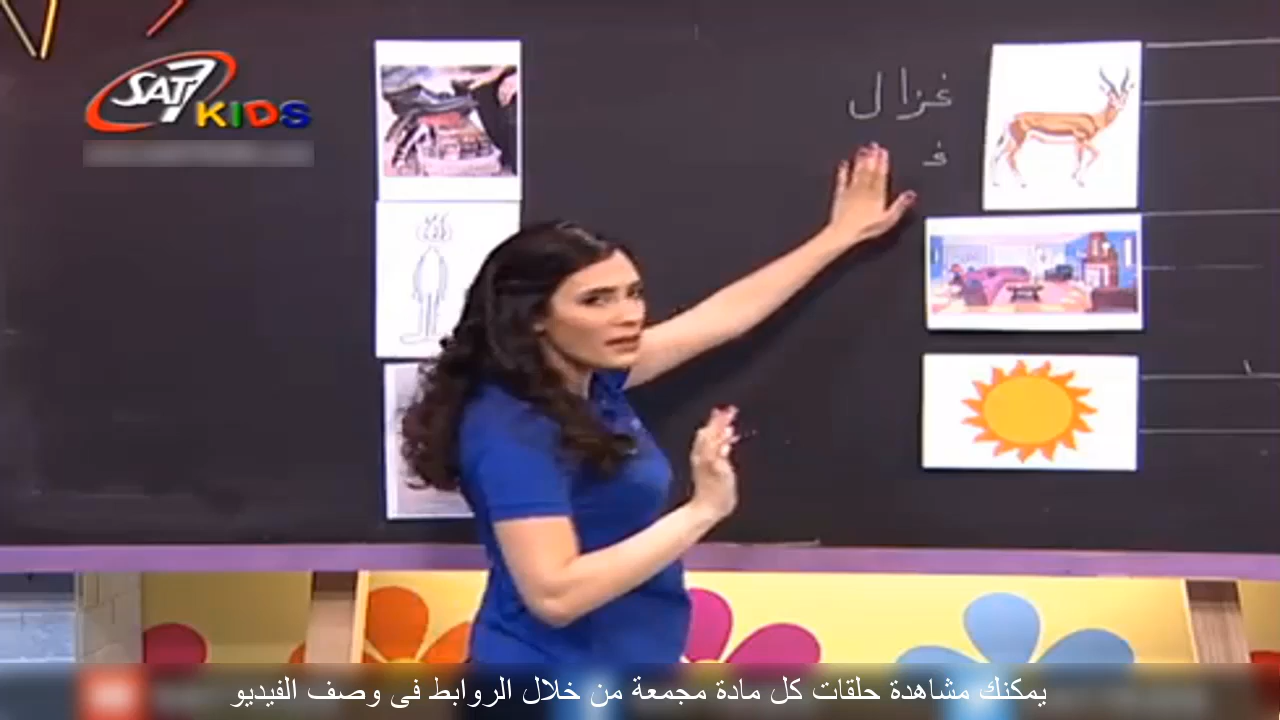 SAT7
KIDS
غزال
غ
يمكنك مشاهدة حلقات كل مادة مجمعة من خلال الروابط فى وصف الفيديو